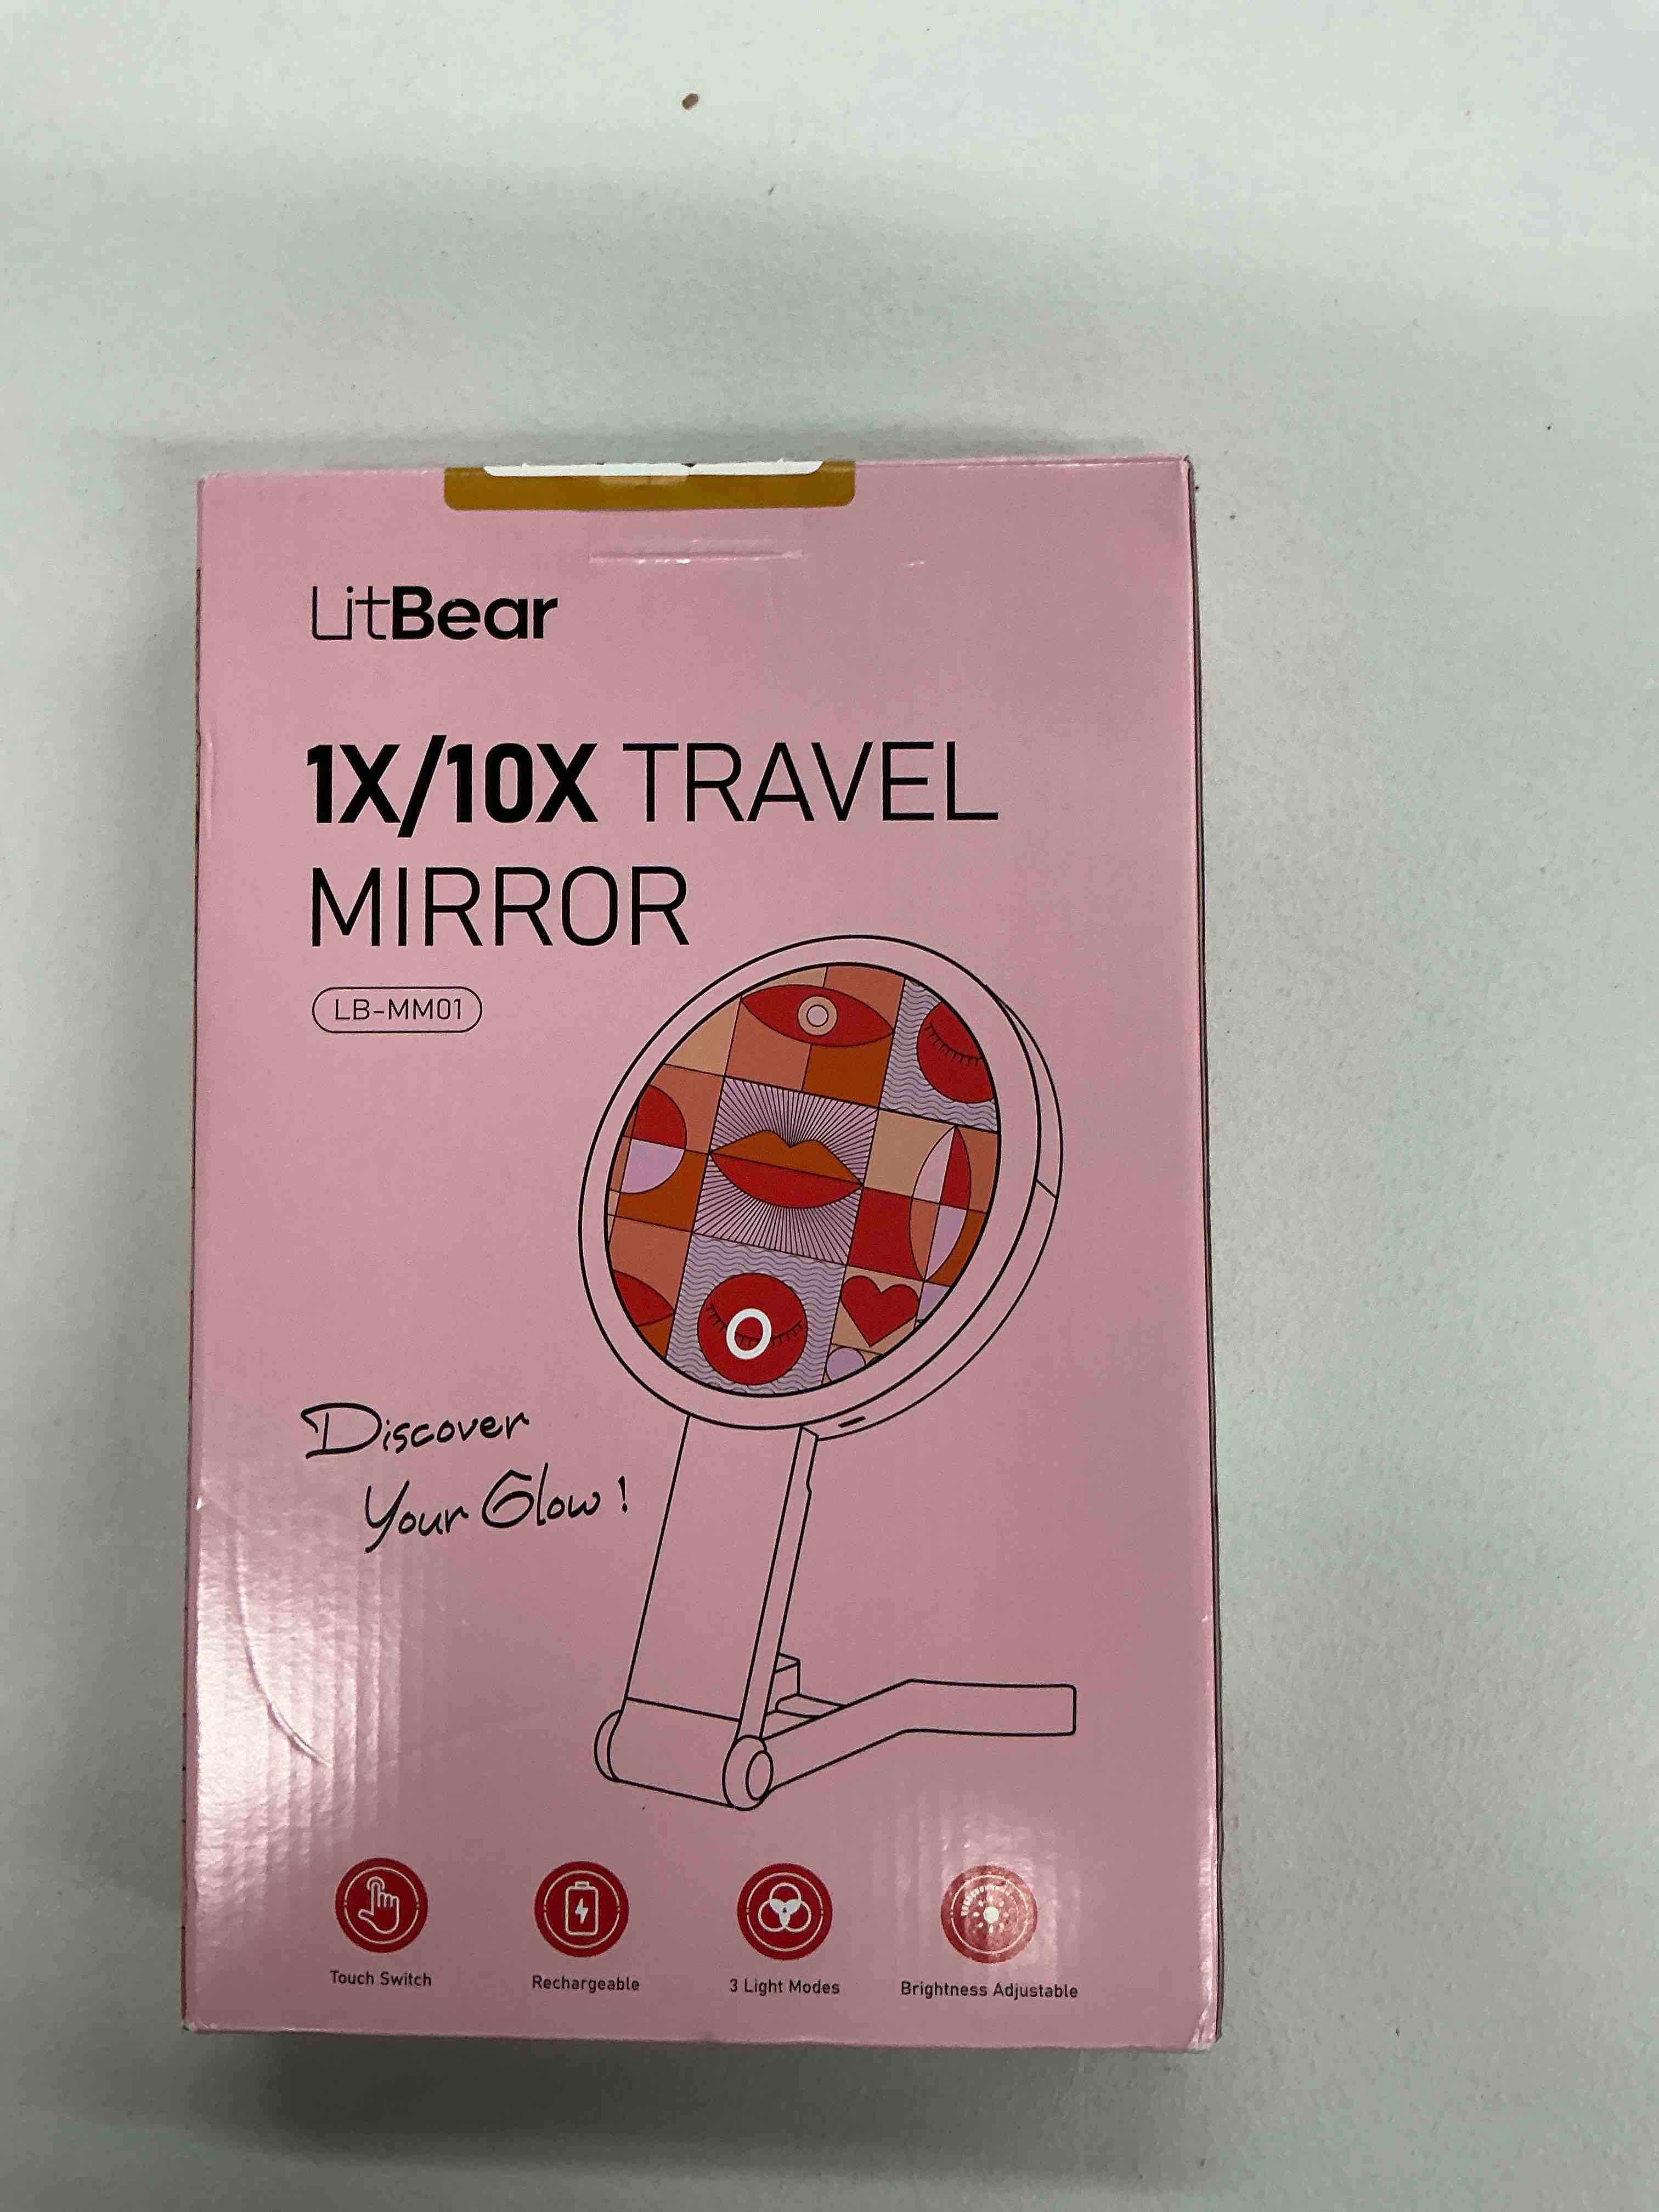 LitBear
1X/10X TRAVEL
MIRROR
LB-MM01
Discover
Your Glow!
Touch Switch
Rechargeable
3 Light Modes
Brightness Adjustable